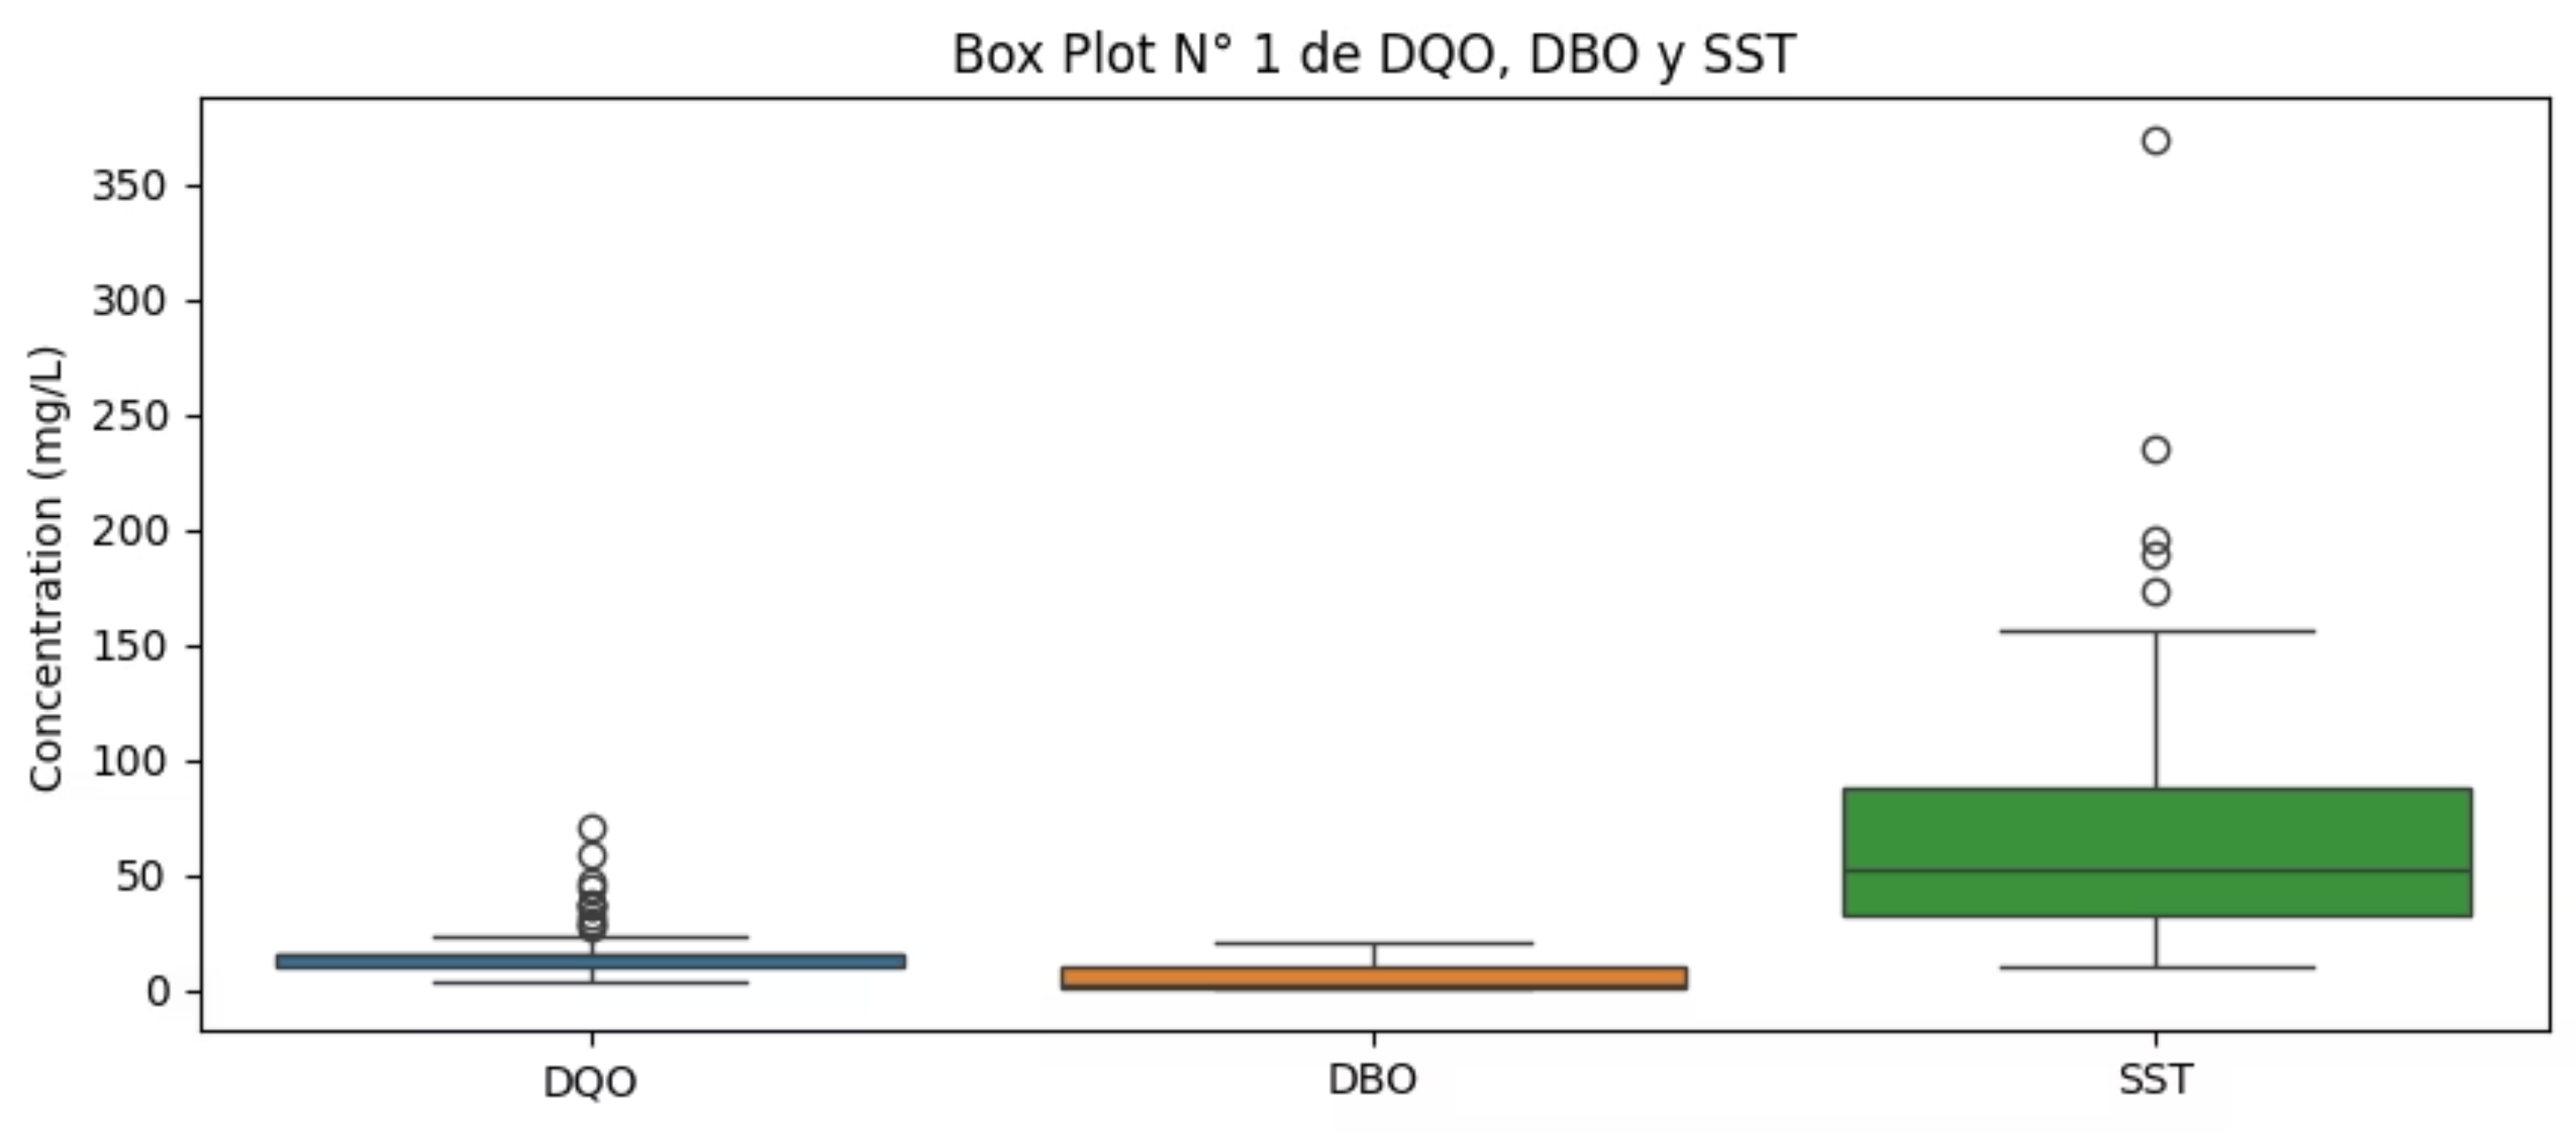 Box Plot N° 1 de DQO, DBO y SST
Concentration (mg/L)
350
300
250
200
150
100
50
0
DQO
DBO
SST